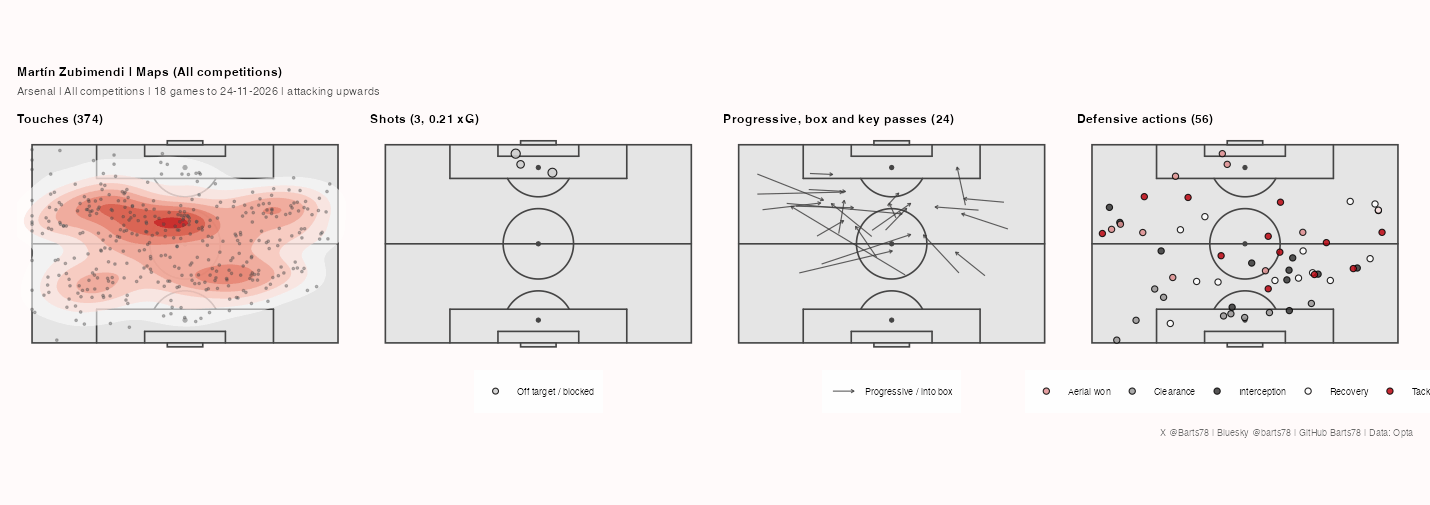 Martín Zubimendi | Maps (All competitions)
Arsenal | All competitions | 18 games to 24-11-2026 | attacking upwards
Touches (374)
Shots (3, 0.21 xG)
Progressive, box and key passes (24)
Defensive actions (56)
Off target / blocked
Progressive / into box
Aerial won
Clearance
Interception
Recovery
Tack
X @Barts78 | Bluesky @barts78 | GitHub Barts78 | Data: Opta